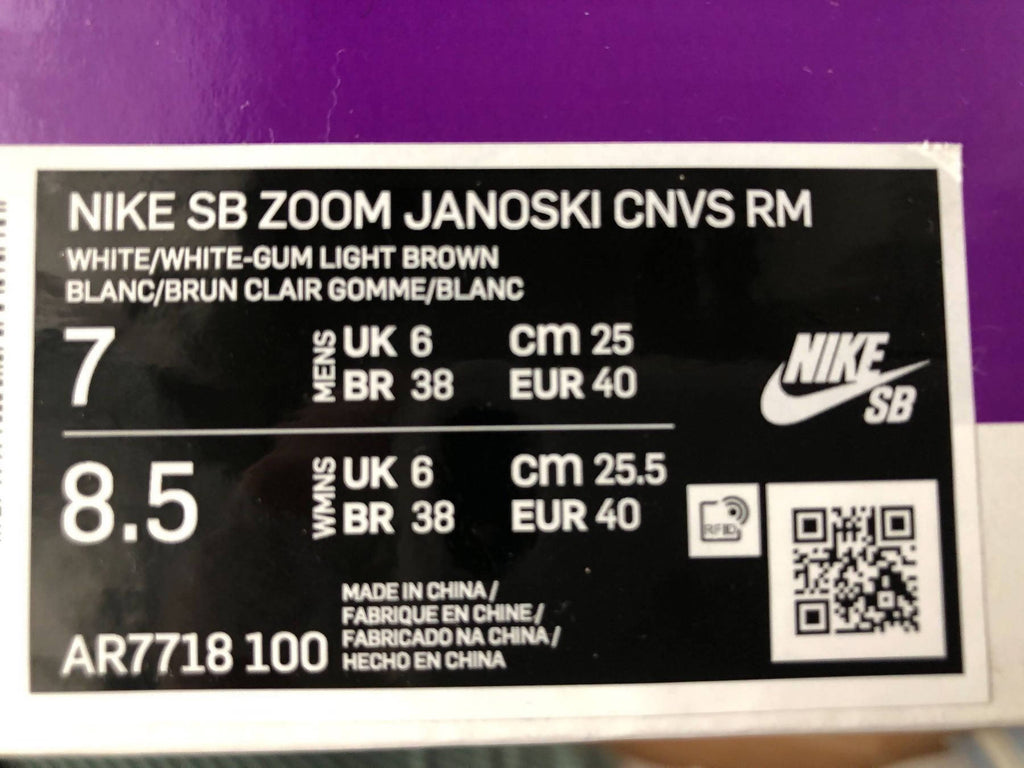 NIKE SB ZOOM JANOSKI CNVS RM
WHITE/WHITE-GUM LIGHT BROWN
BLANC/BRUN CLAIR GOMME/BLANC
7 MENS UK 6 cm 25
BR 38 EUR 40
NIKE SB
8.5 WMNS UK 6 cm 25.5
BR 38 EUR 40
RFID
AR7718 100
MADE IN CHINA /
FABRIQUE EN CHINE /
FABRICADO NA CHINA /
HECHO EN CHINA